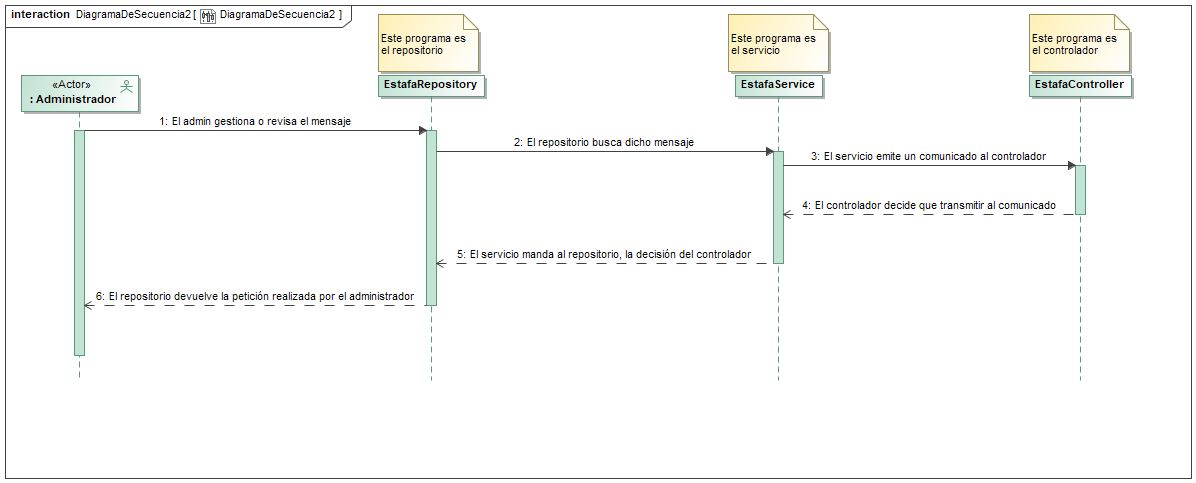 interaction DiagramaDeSecuencia2 [ DiagramaDeSecuencia2 ]
Este programa es
el repositorio
Este programa es
el servicio
Este programa es
el controlador
«Actor»
: Administrador
EstafaRepository
EstafaService
EstafaController
1: El admin gestiona o revisa el mensaje
2: El repositorio busca dicho mensaje
3: El servicio emite un comunicado al controlador
4: El controlador decide que transmitir al comunicado
5: El servicio manda al repositorio, la decisión del controlador
6: El repositorio devuelve la petición realizada por el administrador